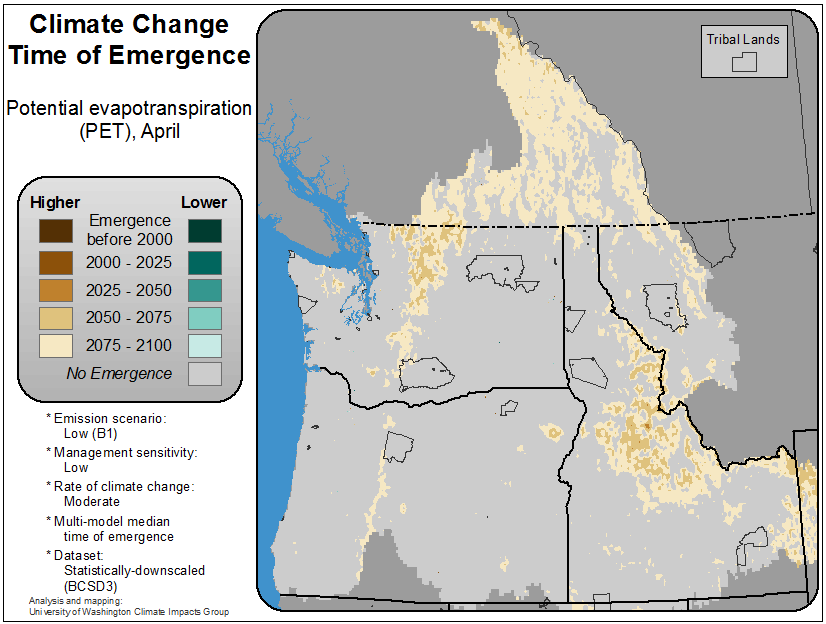 Climate Change
Time of Emergence
Potential evapotranspiration
(PET), April
Higher
Lower
Emergence
before 2000
2000 - 2025
2025 - 2050
2050 - 2075
2075 - 2100
No Emergence
* Emission scenario:
Low (B1)
* Management sensitivity:
Low
* Rate of climate change:
Moderate
* Multi-model median
time of emergence
* Dataset:
Statistically-downscaled
(BCSD3)
Analysis and mapping:
University of Washington Climate Impacts Group
Tribal Lands